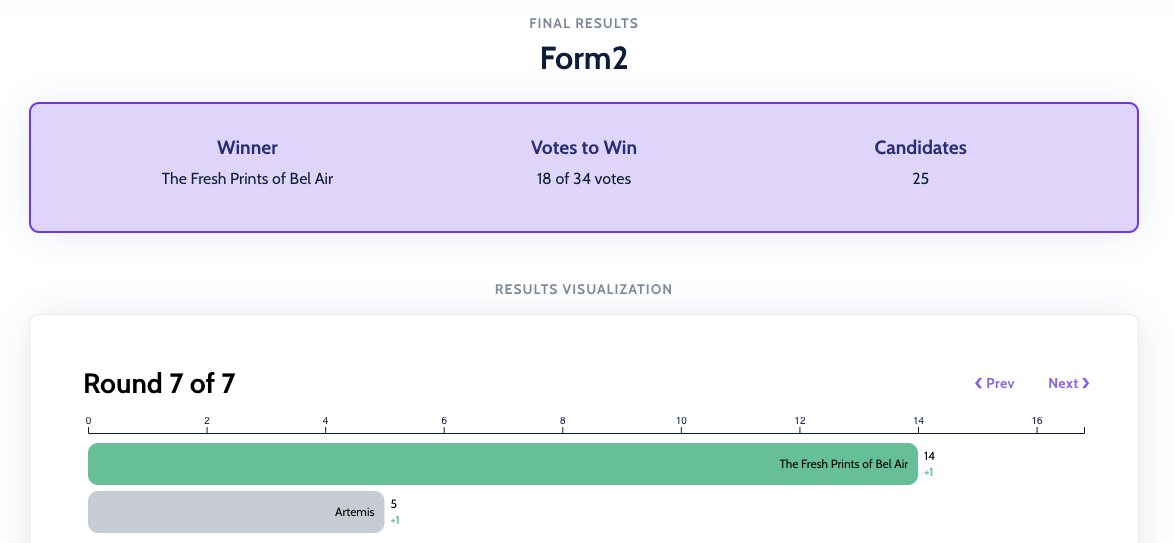 FINAL RESULTS
Form2
Winner Votes to Win Candidates
The Fresh Prints of Bel Air 18 of 34 votes 25
RESULTS VISUALIZATION
Round 7 of 7 ❮ Prev Next ❯
0 2 4 6 8 10 12 14 16
The Fresh Prints of Bel Air 14
+1
Artemis 5
+1